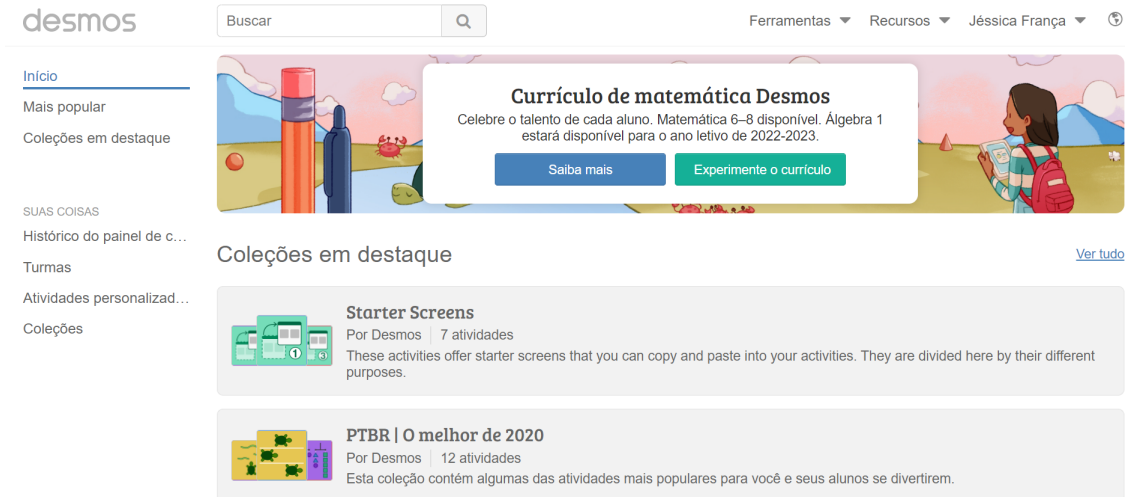 desmos
Buscar
Ferramentas
Recursos
Jéssica França
Início
Mais popular
Coleções em destaque
SUAS COISAS
Histórico do painel de c...
Turmas
Atividades personalizad...
Coleções
Currículo de matemática Desmos
Celebre o talento de cada aluno. Matemática 6–8 disponível. Álgebra 1
estará disponível para o ano letivo de 2022-2023.
Saiba mais
Experimente o currículo
Coleções em destaque
Ver tudo
Starter Screens
Por Desmos
7 atividades
These activities offer starter screens that you can copy and paste into your activities. They are divided here by their different
purposes.
1
3
PTBR | O melhor de 2020
Por Desmos
12 atividades
Esta coleção contém algumas das atividades mais populares para você e seus alunos se divertirem.